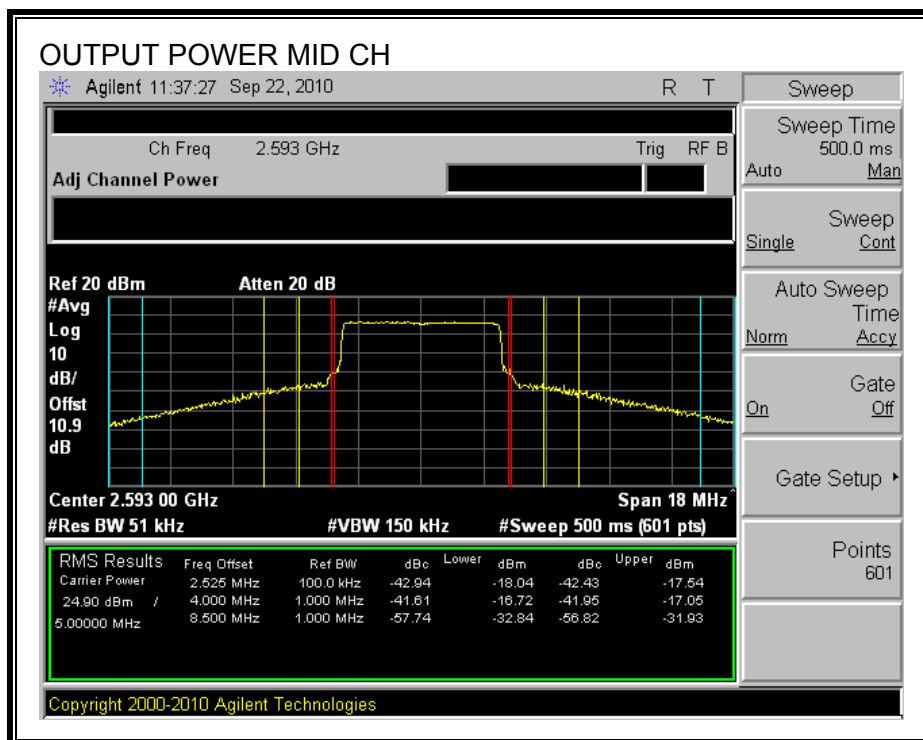 OUTPUT POWER MID CH
Agilent 11:37:27 Sep 22, 2010 R T
Ch Freq 2.593 GHz Trig RF B
Adj Channel Power
Ref 20 dBm Atten 20 dB
#Avg
Log
10
dB/
Offst
10.9
dB
Center 2.593 00 GHz Span 18 MHz^
#Res BW 51 kHz #VBW 150 kHz #Sweep 500 ms (601 pts)
RMS Results Freq Offset Ref BW dBc Lower dBm dBc Upper dBm
Carrier Power 2.525 MHz 100.0 kHz -42.94 -18.04 -42.43 -17.54
24.90 dBm / 4.000 MHz 1.000 MHz -41.61 -16.72 -41.95 -17.05
5.00000 MHz 8.500 MHz 1.000 MHz -57.74 -32.84 -56.82 -31.93
Copyright 2000-2010 Agilent Technologies
Sweep
Sweep Time
500.0 ms
Auto Man
Sweep
Single Cont
Auto Sweep
Time
Norm Accy
Gate
On Off
Gate Setup
Points
601